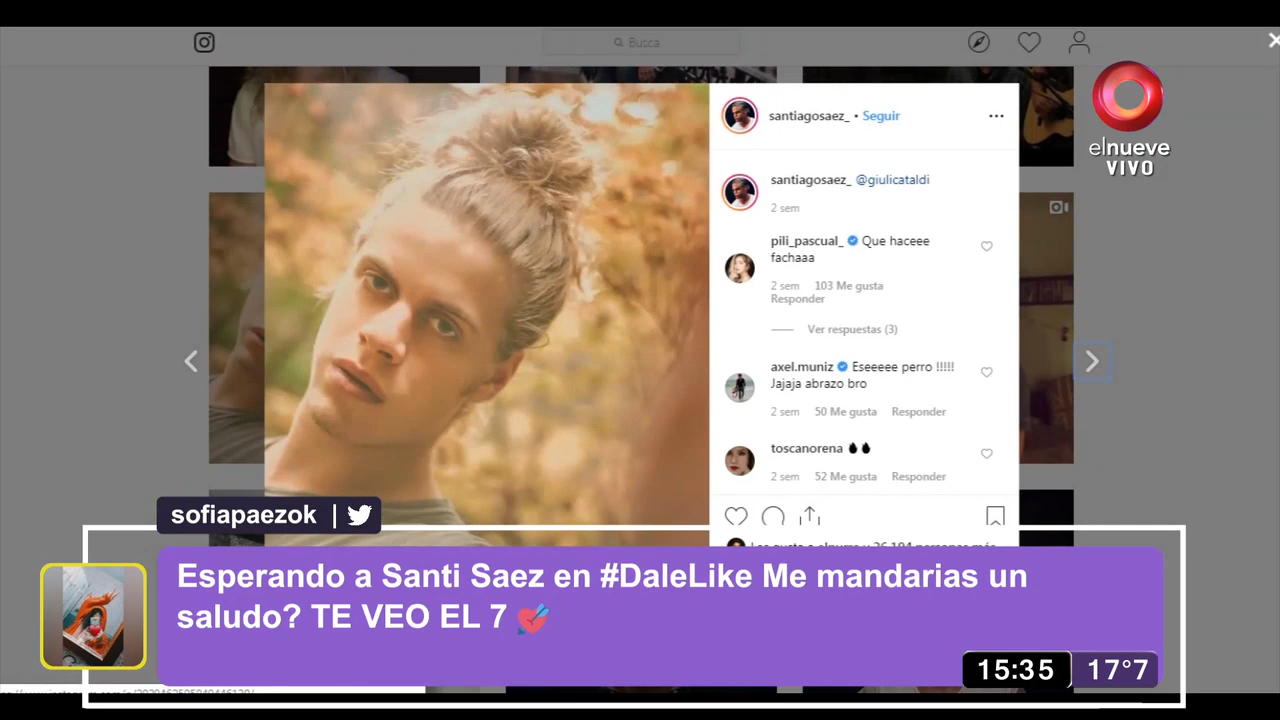 Busca
elnueve
VIVO
santiagosaez_ • Seguir
santiagosaez_ @giulicataldi
2 sem
pili_pascual_ Que haceee
fachaaa
2 sem 103 Me gusta
Responder
Ver respuestas (3)
axel.muniz Eseeeee perro !!!!!
Jajaja abrazo bro
2 sem 50 Me gusta Responder
toscanorena
2 sem 52 Me gusta Responder
sofiapaezok |
Esperando a Santi Saez en #DaleLike Me mandarias un
saludo? TE VEO EL 7
15:35 17°7